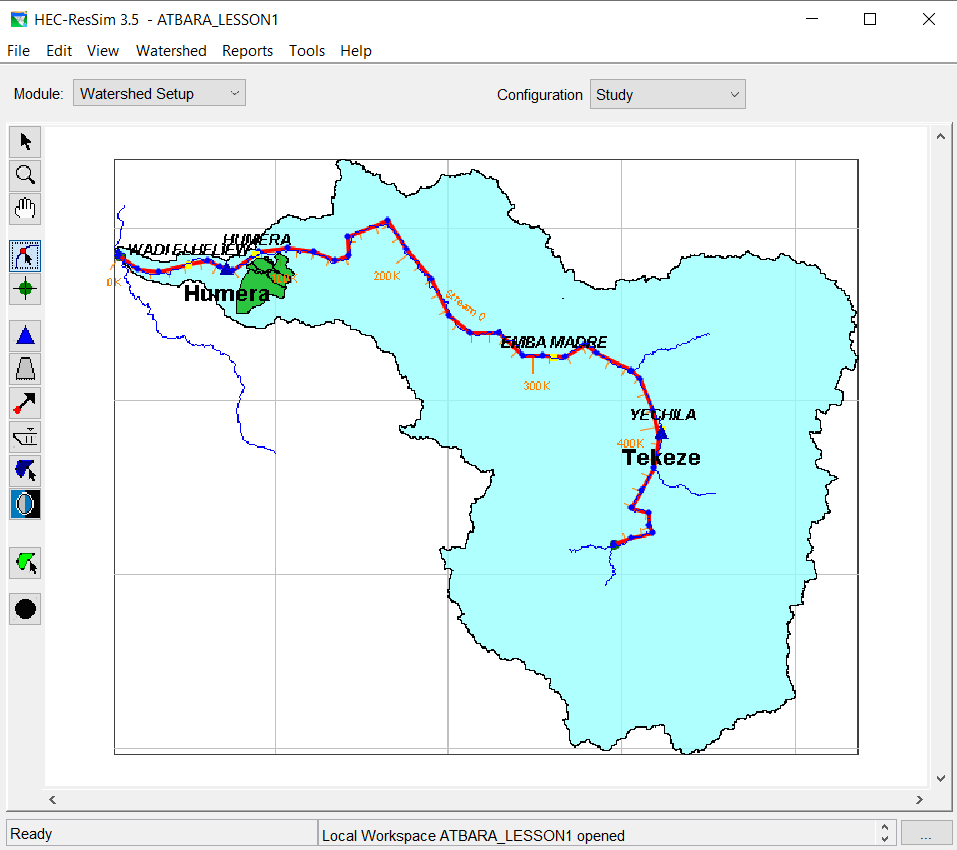 HEC-ResSim 3.5 - ATBARA_LESSON1
File Edit View Watershed Reports Tools Help
Module: Watershed Setup Configuration Study
HUMERA
WADI ELHELIEW
0K
Humera
200K
Stream 0
EMBA MADRE
300K
YECHILA
400K
Tekeze
Ready
Local Workspace ATBARA_LESSON1 opened
...